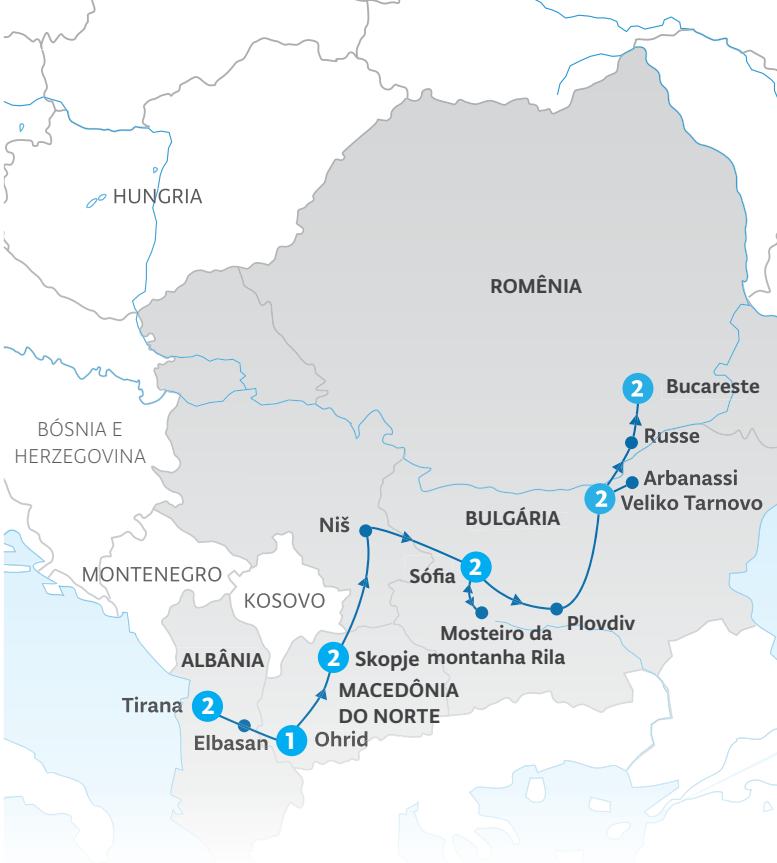 HUNGRIA
ROMÊNIA
2
Bucareste
BÓSNIA E
HERZEGOVINA
Russe
Arbanassi
2
Veliko Tarnovo
Niš
BULGÁRIA
MONTENEGRO
Sófia
2
KOSOVO
Plovdiv
Mosteiro da
montanha Rila
ALBÂNIA
2
Skopje
MACEDÔNIA
DO NORTE
Tirana
2
Elbasan
1
Ohrid